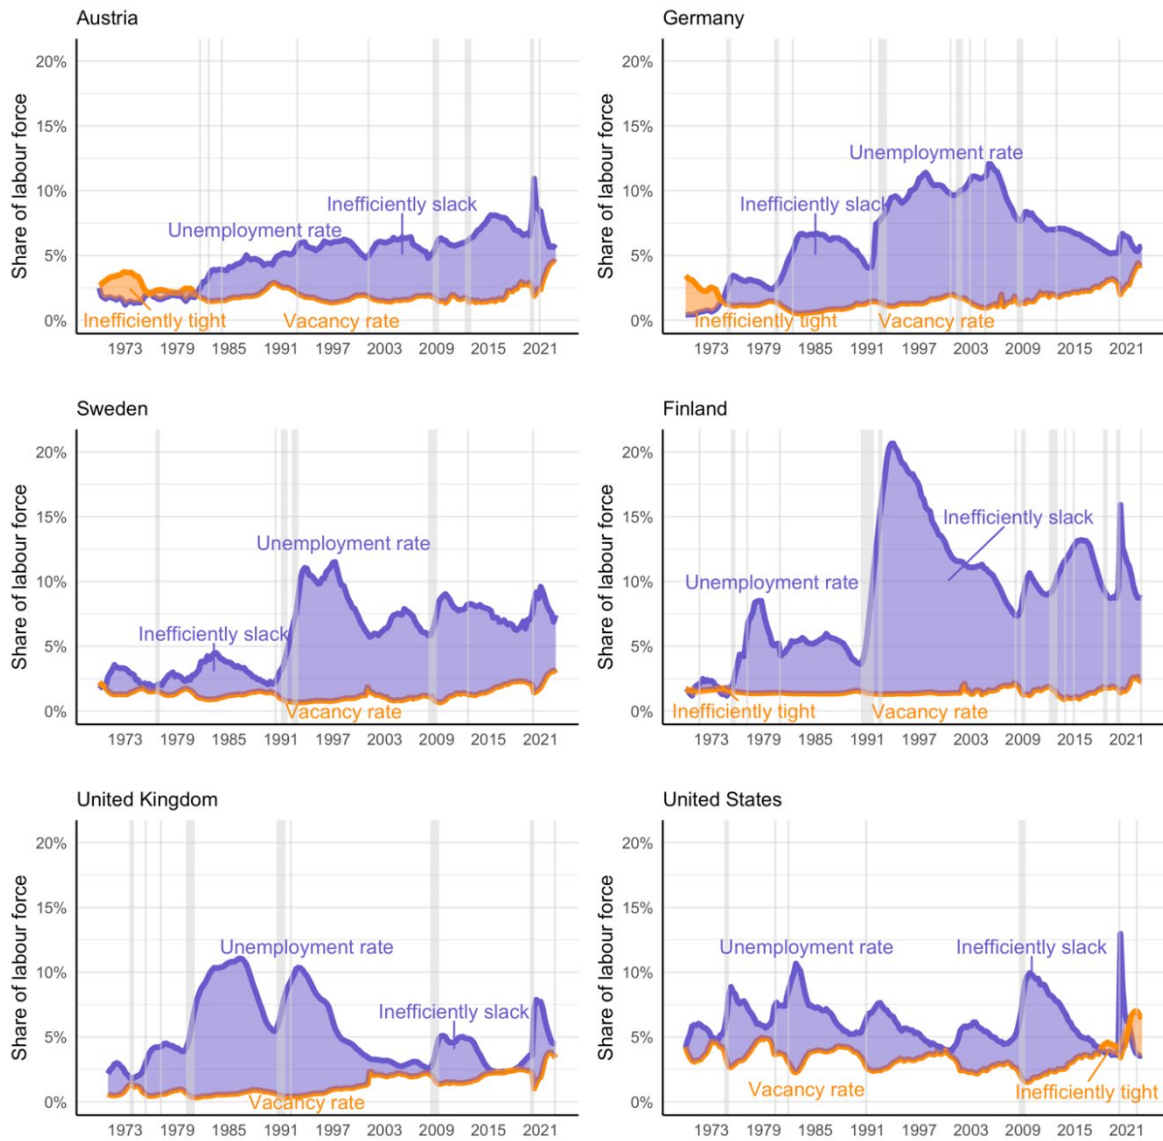 Austria
Share of labour force
20%
15%
10%
5%
0%
Inefficiently slack
Unemployment rate
Inefficiently tight
Vacancy rate
1973 1979 1985 1991 1997 2003 2009 2015 2021
Germany
Share of labour force
20%
15%
10%
5%
0%
Unemployment rate
Inefficiently slack
Inefficiently tight
Vacancy rate
1973 1979 1985 1991 1997 2003 2009 2015 2021
Sweden
Share of labour force
20%
15%
10%
5%
0%
Unemployment rate
Inefficiently slack
Vacancy rate
1973 1979 1985 1991 1997 2003 2009 2015 2021
Finland
Share of labour force
20%
15%
10%
5%
0%
Inefficiently slack
Unemployment rate
Inefficiently tight
Vacancy rate
1973 1979 1985 1991 1997 2003 2009 2015 2021
United Kingdom
Share of labour force
20%
15%
10%
5%
0%
Unemployment rate
Inefficiently slack
Vacancy rate
1973 1979 1985 1991 1997 2003 2009 2015 2021
United States
Share of labour force
20%
15%
10%
5%
0%
Unemployment rate
Inefficiently slack
Vacancy rate
Inefficiently tight
1973 1979 1985 1991 1997 2003 2009 2015 2021